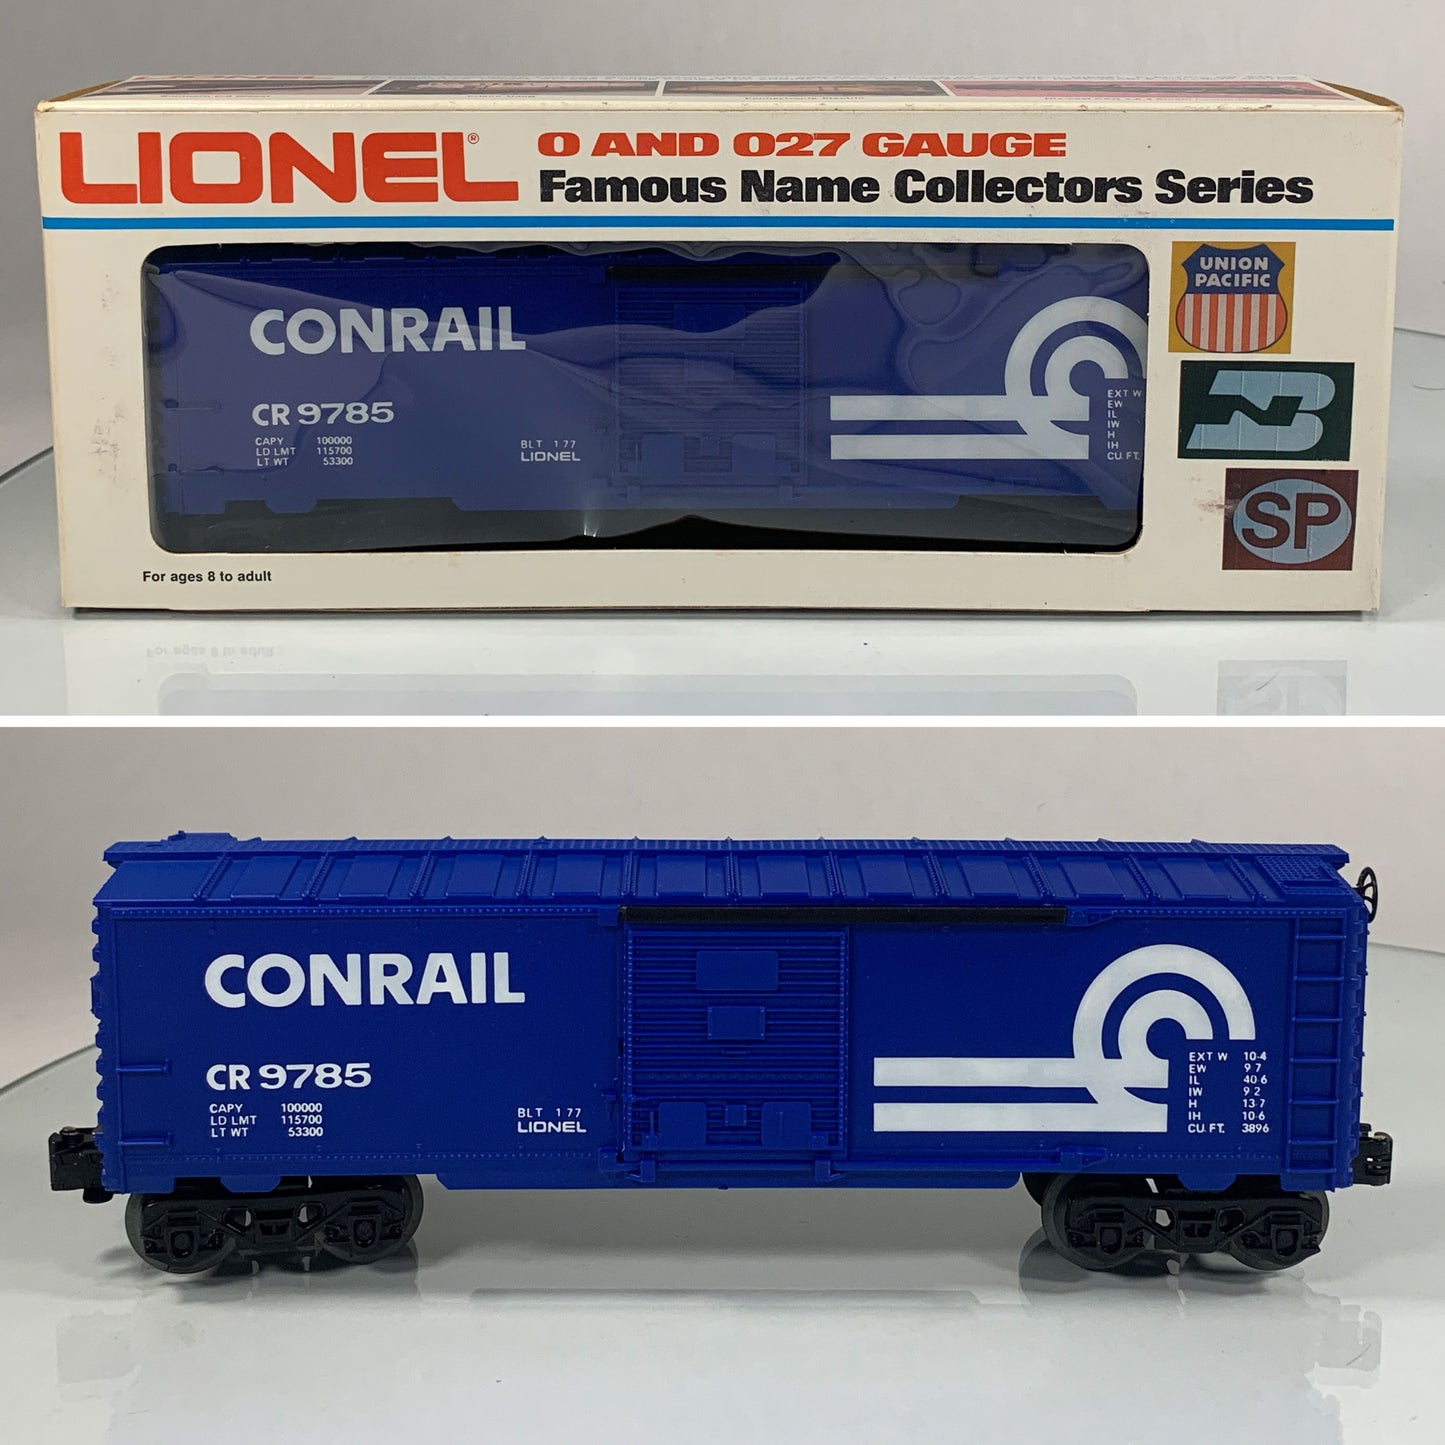 LIONEL®
O AND O27 GAUGE
Famous Name Collectors Series
CONRAIL
CR 9785
CAPY 100000
LD LMT 115700
LT WT 53300
BLT 1 77
LIONEL
EXT W
EW
IL
IW
H
IH
CU. FT.
UNION
PACIFIC
BN
SP
For ages 8 to adult
CONRAIL
CR 9785
CAPY 100000
LD LMT 115700
LT WT 53300
BLT 1 77
LIONEL
EXT W 10-4
EW 9 7
IL 40 6
IW 9 2
H 13-7
IH 10-6
CU. FT. 3896